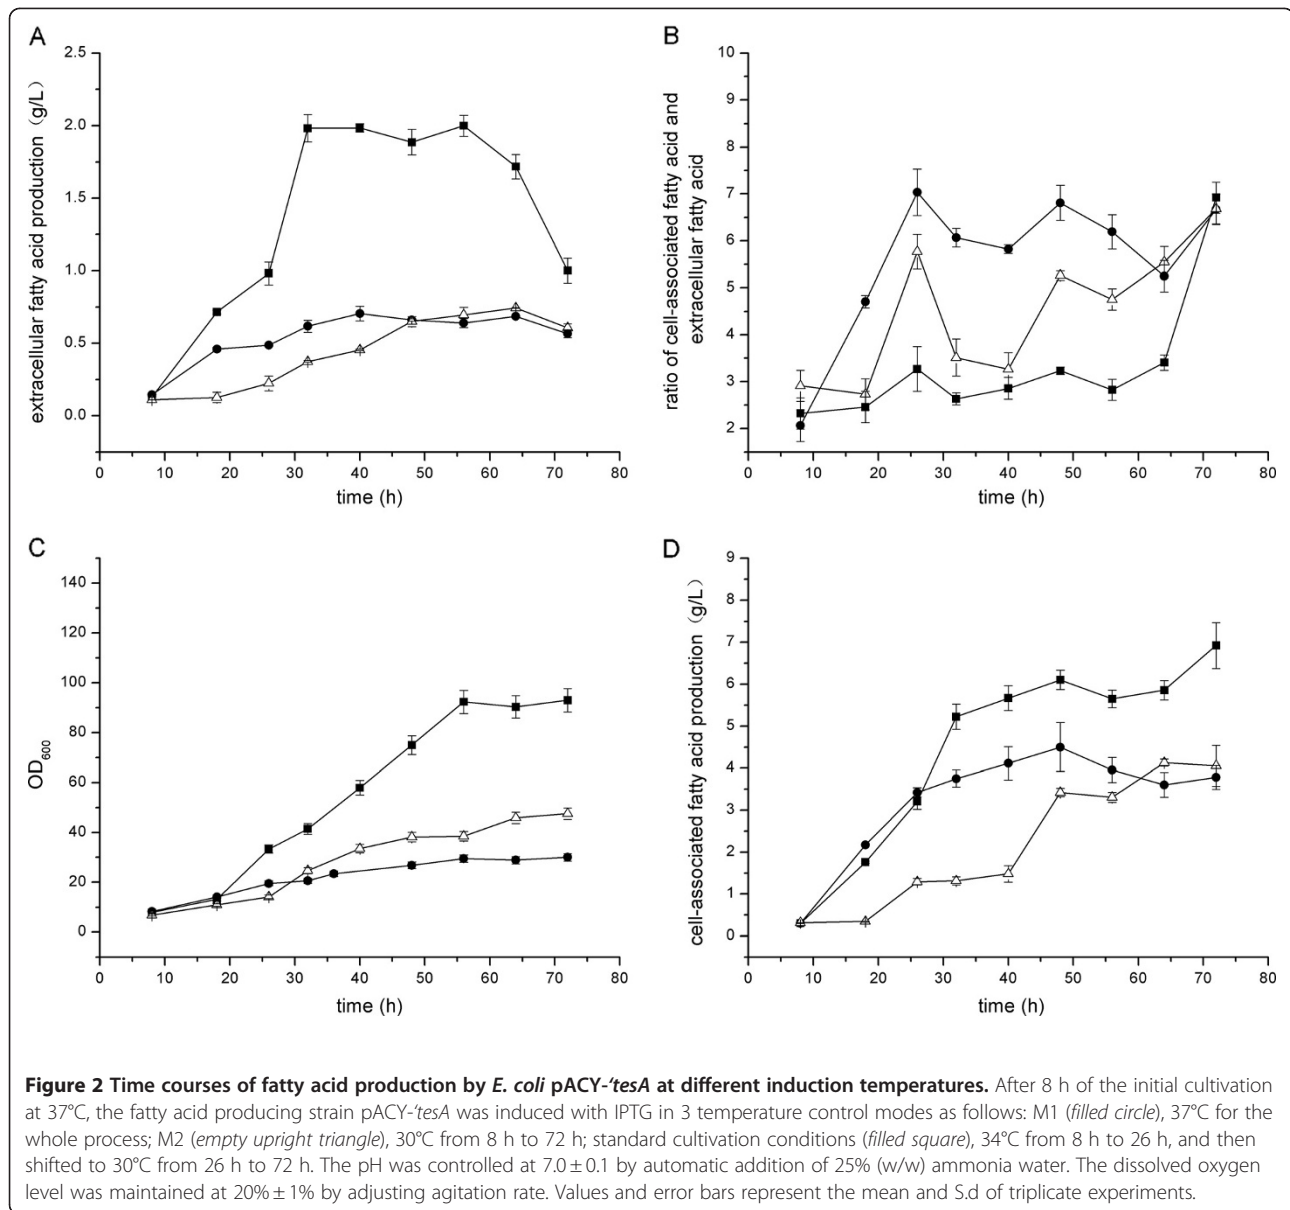 A
2.5
2.0
1.5
1.0
0.5
0.0
extracellular fatty acid production（g/L）
0 10 20 30 40 50 60 70 80
time (h)
B
10
9
8
7
6
5
4
3
2
ratio of cell-associated fatty acid and
extracellular fatty acid
0 10 20 30 40 50 60 70 80
time (h)
C
140
120
100
80
60
40
20
0
OD600
0 10 20 30 40 50 60 70 80
time (h)
D
9
8
7
6
5
4
3
2
1
0
cell-associated fatty acid production（g/L）
0 10 20 30 40 50 60 70 80
time (h)
Figure 2 Time courses of fatty acid production by E. coli pACY-‘tesA at different induction temperatures. After 8 h of the initial cultivation
at 37°C, the fatty acid producing strain pACY-‘tesA was induced with IPTG in 3 temperature control modes as follows: M1 (filled circle), 37°C for the
whole process; M2 (empty upright triangle), 30°C from 8 h to 72 h; standard cultivation conditions (filled square), 34°C from 8 h to 26 h, and then
shifted to 30°C from 26 h to 72 h. The pH was controlled at 7.0 ± 0.1 by automatic addition of 25% (w/w) ammonia water. The dissolved oxygen
level was maintained at 20% ± 1% by adjusting agitation rate. Values and error bars represent the mean and S.d of triplicate experiments.